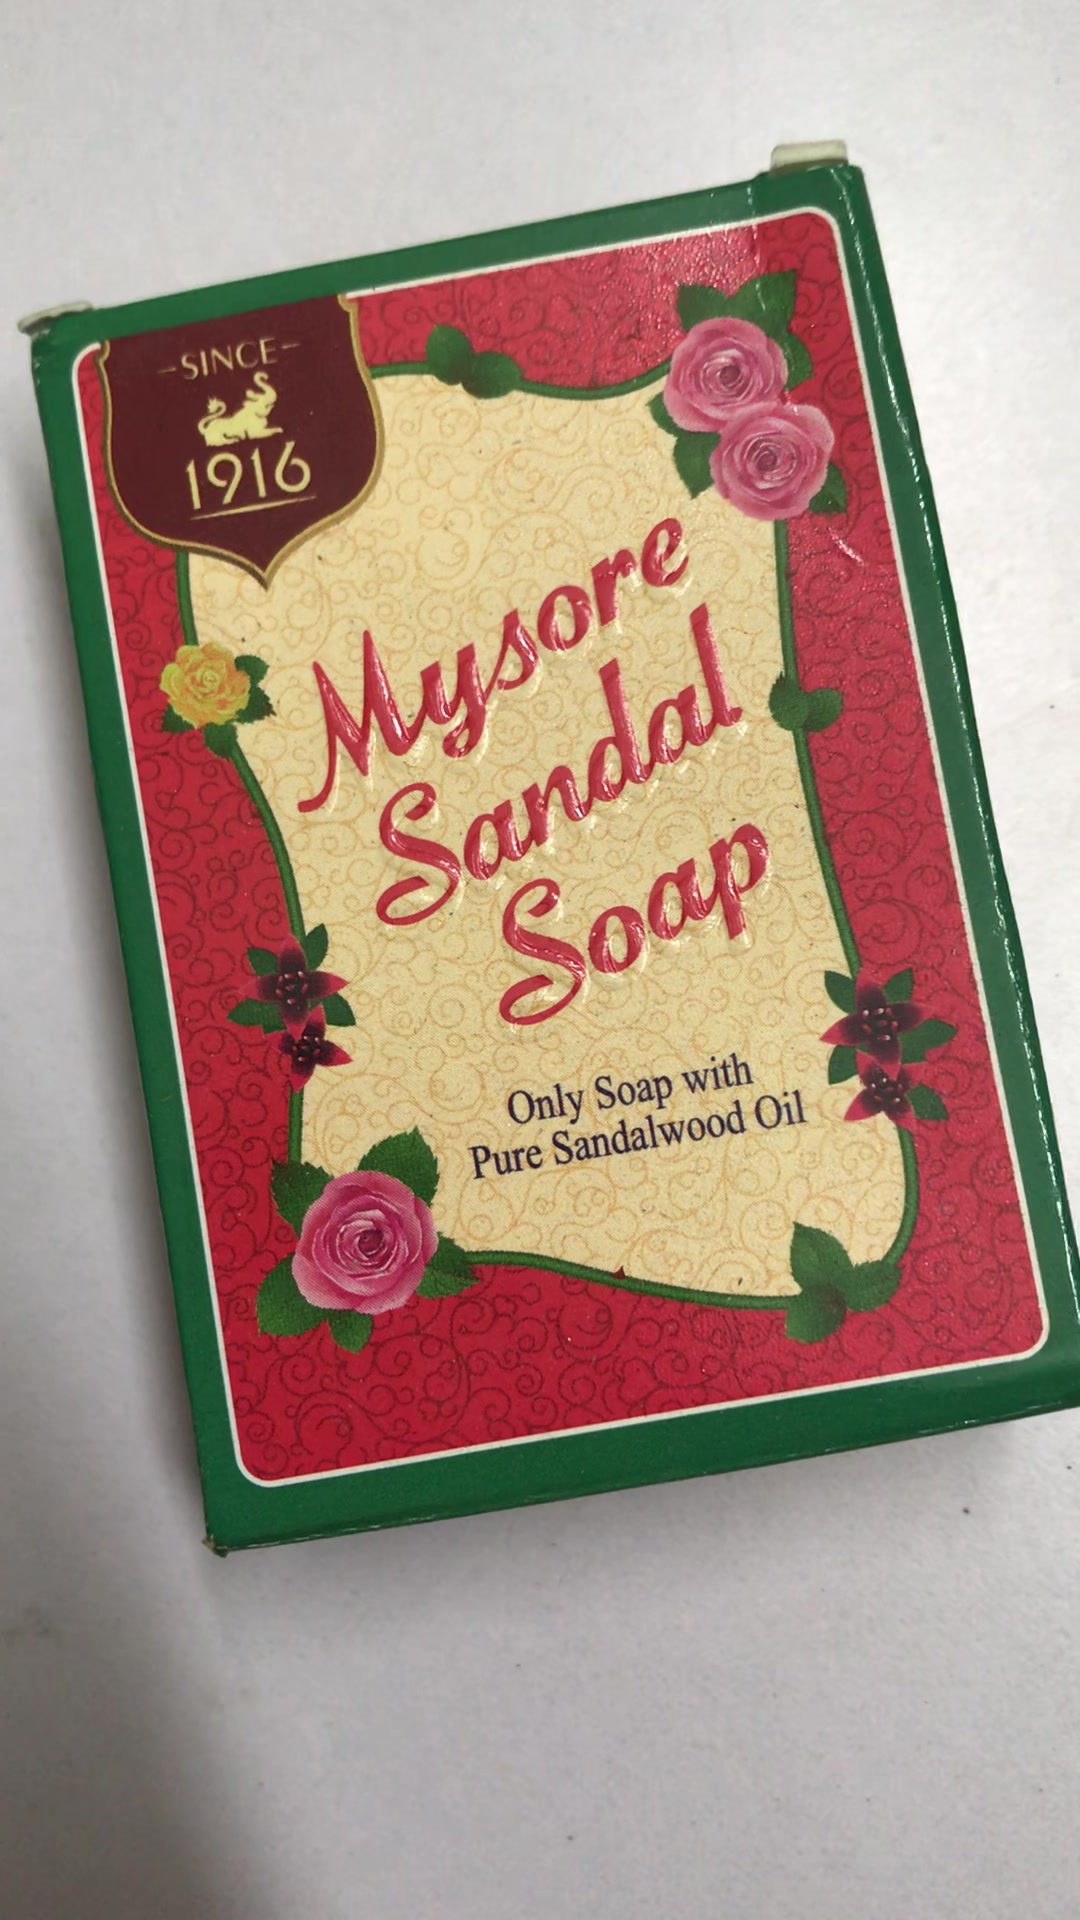 -SINCE-
1916
Mysore
Sandal
Soap
Only Soap with
Pure Sandalwood Oil